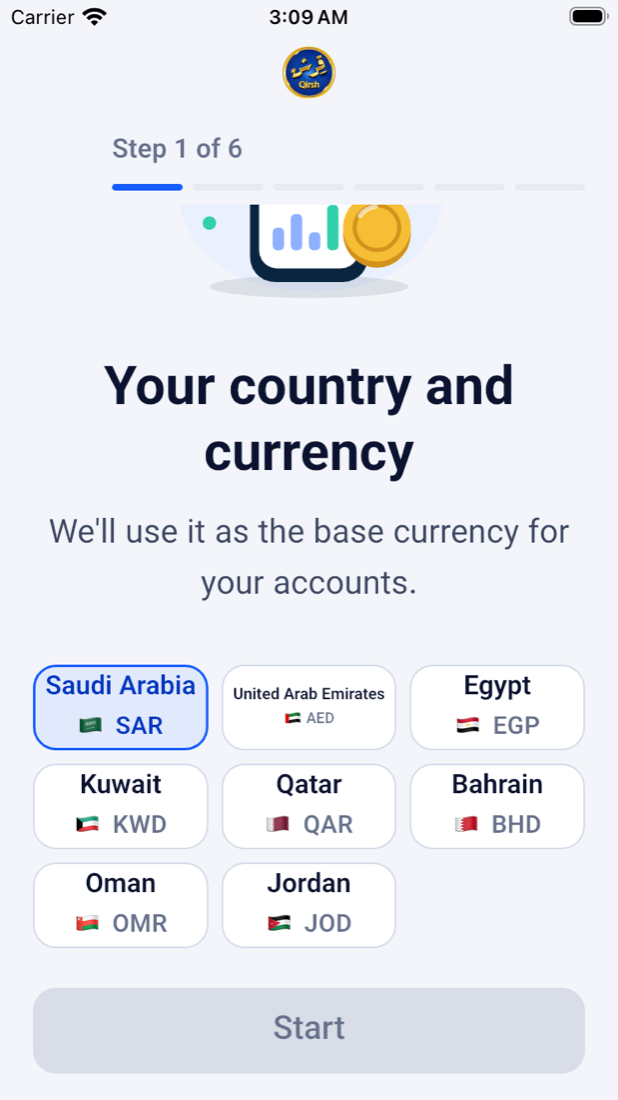 Carrier
3:09 AM
قرش
Qirsh
Step 1 of 6
Your country and
currency
We'll use it as the base currency for
your accounts.
Saudi Arabia
SAR
United Arab Emirates
AED
Egypt
EGP
Kuwait
KWD
Qatar
QAR
Bahrain
BHD
Oman
OMR
Jordan
JOD
Start